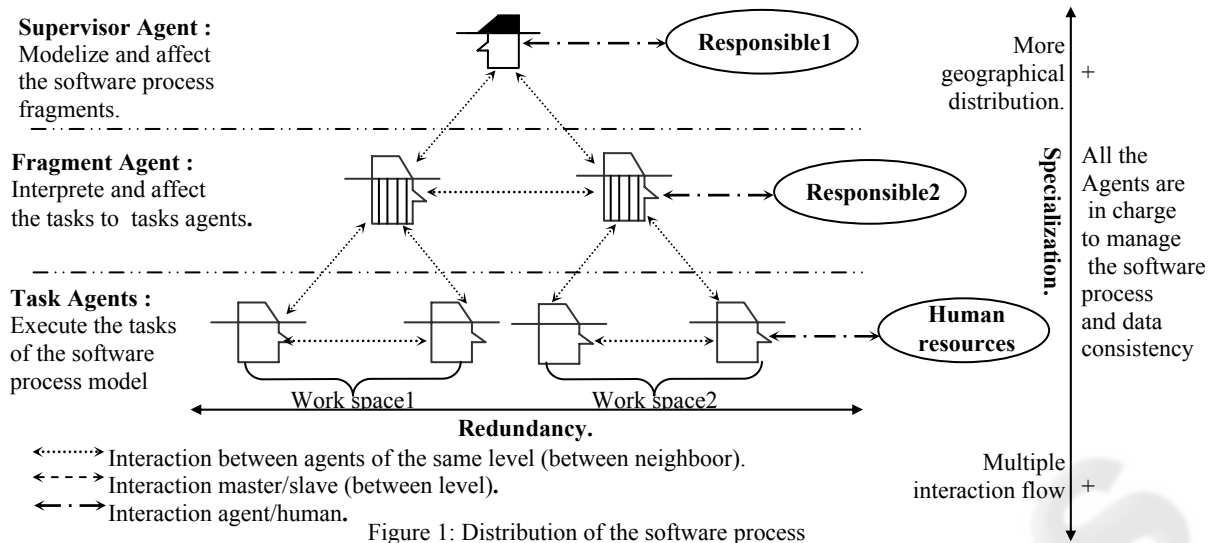 Supervisor Agent :
Modelize and affect
the software process
fragments.
Responsible1
More
geographical
distribution.
+
Fragment Agent :
Interprete and affect
the tasks to tasks agents.
Responsible2
Specialization.
All the
Agents are
in charge
to manage
the software
process
and data
consistency
Task Agents :
Execute the tasks
of the software
process model
Human
resources
Work space1
Work space2
Redundancy.
Interaction between agents of the same level (between neighboor).
Interaction master/slave (between level).
Interaction agent/human.
Multiple
interaction flow
+
Figure 1: Distribution of the software process